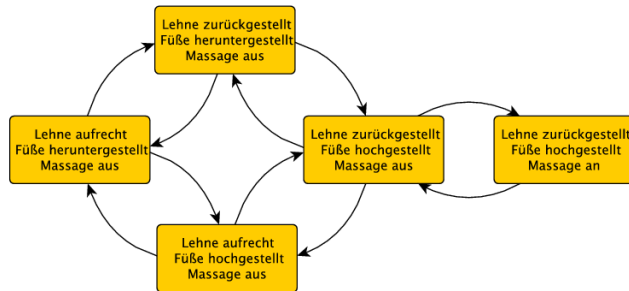 Lehne zurückgestellt
Füße heruntergestellt
Massage aus
Lehne aufrecht
Füße heruntergestellt
Massage aus
Lehne zurückgestellt
Füße hochgestellt
Massage aus
Lehne zurückgestellt
Füße hochgestellt
Massage an
Lehne aufrecht
Füße hochgestellt
Massage aus